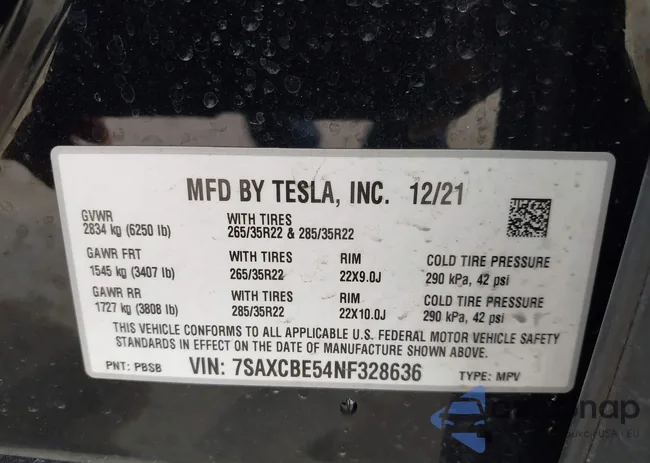 MFD BY TESLA, INC. 12/21
GVWR
2834 kg (6250 lb)
WITH TIRES
265/35R22 & 285/35R22
GAWR FRT
1545 kg (3407 lb)
WITH TIRES
265/35R22
RIM
22X9.0J
COLD TIRE PRESSURE
290 kPa, 42 psi
GAWR RR
1727 kg (3808 lb)
WITH TIRES
285/35R22
RIM
22X10.0J
COLD TIRE PRESSURE
290 kPa, 42 psi
THIS VEHICLE CONFORMS TO ALL APPLICABLE U.S. FEDERAL MOTOR VEHICLE SAFETY
STANDARDS IN EFFECT ON THE DATE OF MANUFACTURE SHOWN ABOVE.
PNT: PBSB VIN: 7SAXCBE54NF328636 TYPE: MPV